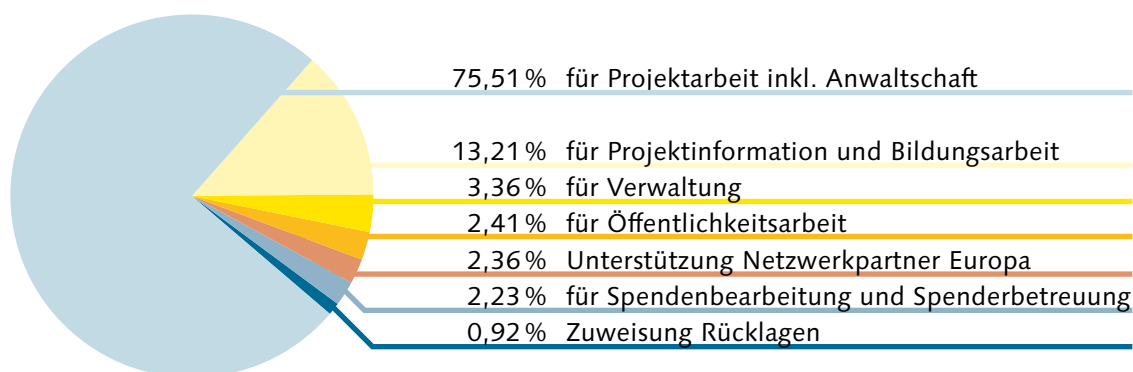 75,51 % für Projektarbeit inkl. Anwaltschaft
13,21 % für Projektinformation und Bildungsarbeit
3,36 % für Verwaltung
2,41 % für Öffentlichkeitsarbeit
2,36 % Unterstützung Netzwerkpartner Europa
2,23 % für Spendenbearbeitung und Spenderbetreuung
0,92 % Zuweisung Rücklagen